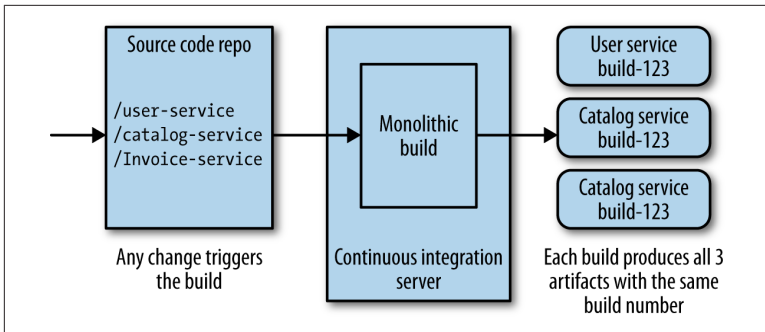 Source code repo
/user-service
/catalog-service
/Invoice-service
Any change triggers
the build
Monolithic
build
Continuous integration
server
User service
build-123
Catalog service
build-123
Catalog service
build-123
Each build produces all 3
artifacts with the same
build number